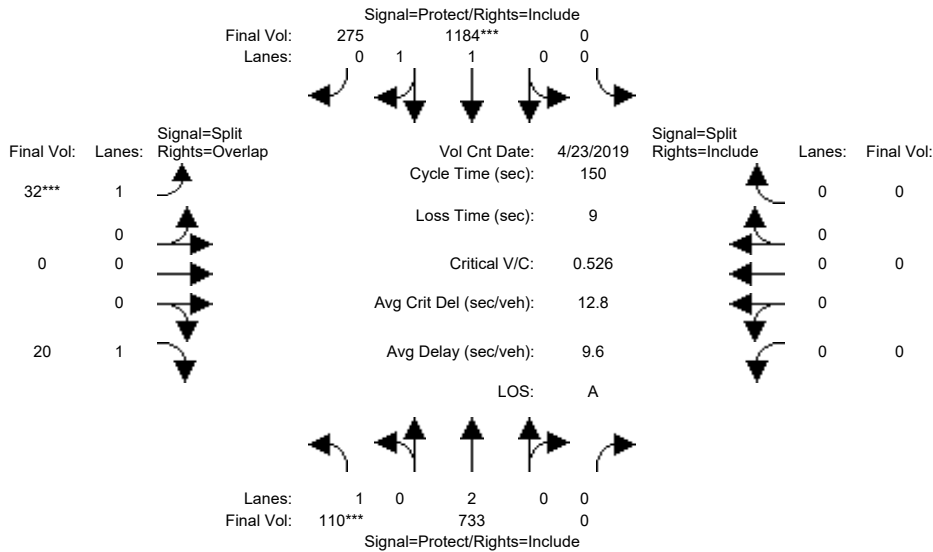 Signal=Protect/Rights=Include
Final Vol: 275 1184*** 0
Lanes: 0 1 1 0 0
Signal=Split
Final Vol: Lanes: Rights=Overlap
Vol Cnt Date: 4/23/2019
Signal=Split
Rights=Include Lanes: Final Vol:
Cycle Time (sec): 150
32*** 1
0 0
Loss Time (sec): 9
0
0
0 0
Critical V/C: 0.526
0 0
0
Avg Crit Del (sec/veh): 12.8
0
20 1
Avg Delay (sec/veh): 9.6
0 0
LOS: A
Lanes: 1 0 2 0 0
Final Vol: 110*** 733 0
Signal=Protect/Rights=Include